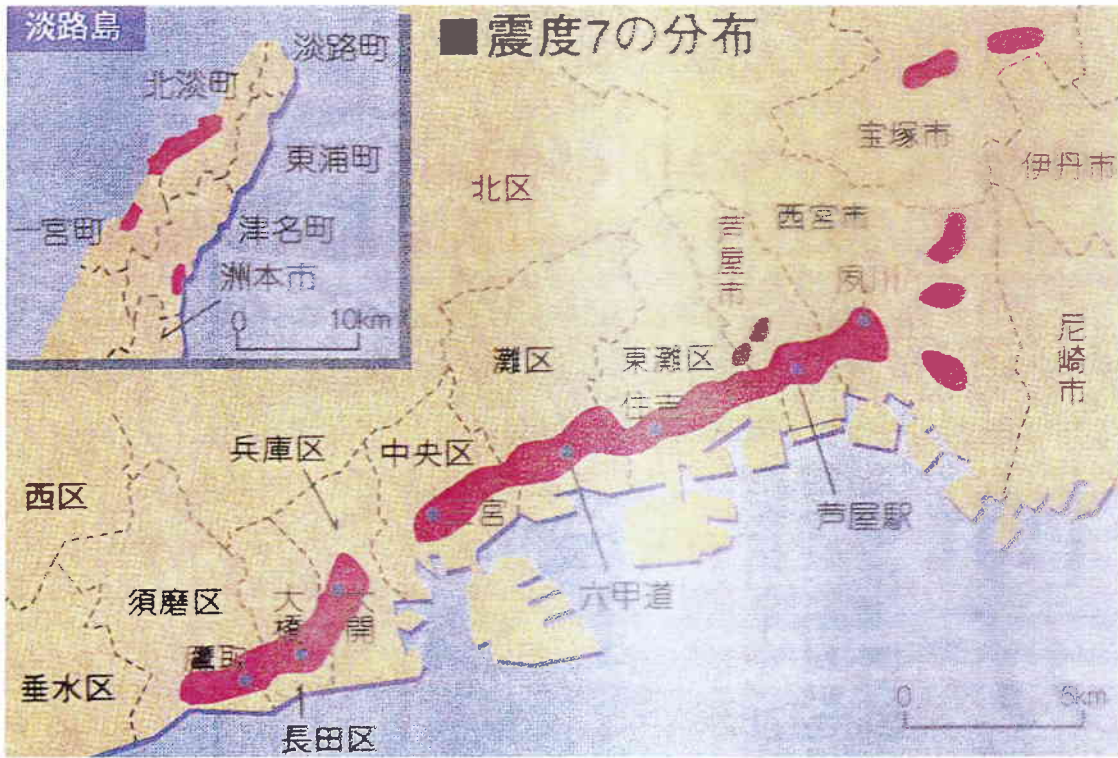 淡路島
■震度7の分布
淡路町
北淡町
東浦町
一宮町
津名町
洲本市
0 10km
宝塚市
伊丹市
北区
西宮市
芦屋市
夙川
尼崎市
灘区
東灘区
住吉
兵庫区
中央区
西区
三宮
芦屋駅
六甲道
須磨区
大橋
大開
鷹取
垂水区
長田区
0 5km